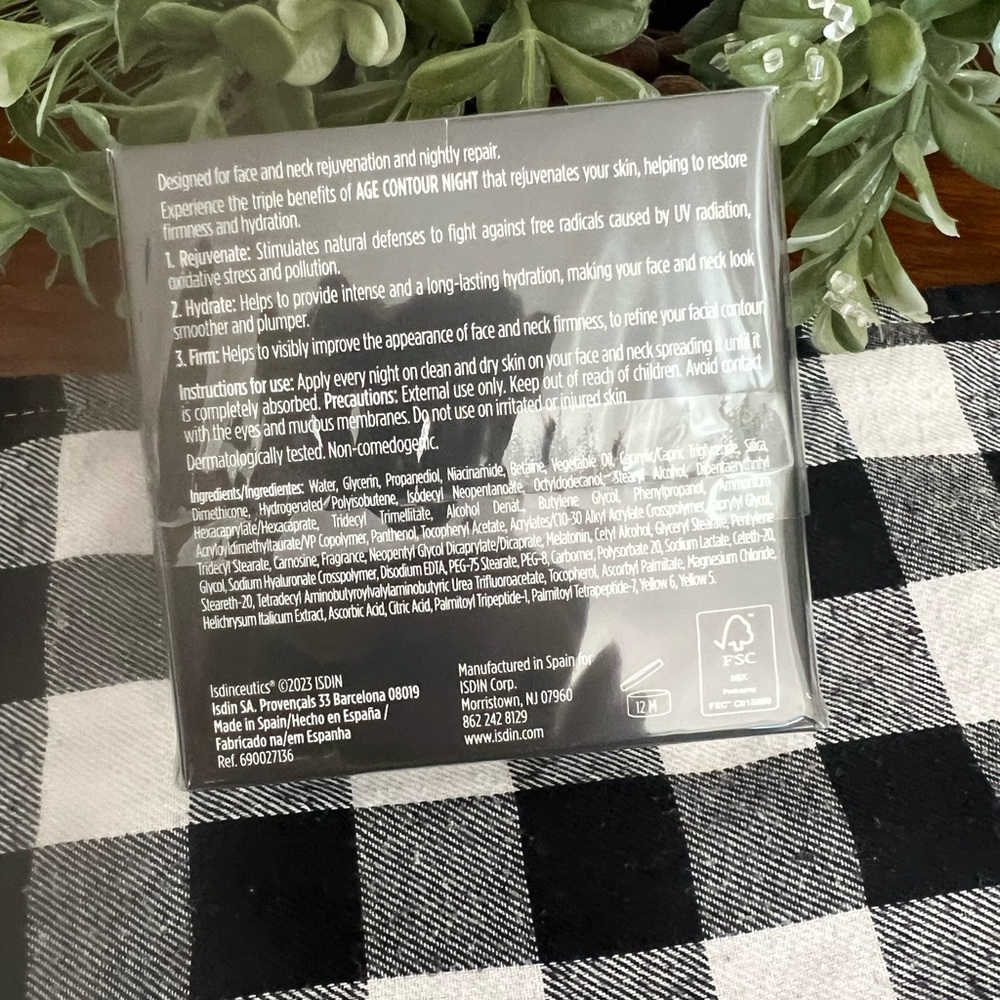 Designed for face and neck rejuvenation and nightly repair.
Experience the triple benefits of AGE CONTOUR NIGHT that rejuvenates your skin, helping to restore
firmness and hydration.
1. Rejuvenate: Stimulates natural defenses to fight against free radicals caused by UV radiation,
oxidative stress and pollution.
2. Hydrate: Helps to provide intense and a long-lasting hydration, making your face and neck look
smoother and plumper.
3. Firm: Helps to visibly improve the appearance of face and neck firmness, to refine your facial contour
Instructions for use: Apply every night on clean and dry skin on your face and neck spreading it until it
is completely absorbed. Precautions: External use only. Keep out of reach of children. Avoid contact
with the eyes and mucous membranes. Do not use on irritated or injured skin
Dermatologically tested. Non-comedogenic.
Ingredients/Ingredientes: Water, Glycerin, Propanediol, Niacinamide, Betaine, Vegetable Oil, Caprylic/Capric Triglyceride, Silica,
Dimethicone, Hydrogenated Polyisobutene, Isodecyl Neopentanoate, Octyldodecanol, Stearyl Alcohol, Dipentaerythrityl
Hexacaprylate/Hexacaprate, Tridecyl Trimellitate, Alcohol Denat., Butylene Glycol, Phenylpropanol, Ammonium
Acryloyldimethyltaurate/VP Copolymer, Panthenol, Tocopheryl Acetate, Acrylates/C10-30 Alkyl Acrylate Crosspolymer, Caprylyl Glycol,
Tridecyl Stearate, Carnosine, Fragrance, Neopentyl Glycol Dicaprylate/Dicaprate, Melatonin, Cetyl Alcohol, Glyceryl Stearate, Pentylene
Glycol, Sodium Hyaluronate Crosspolymer, Disodium EDTA, PEG-75 Stearate, PEG-8, Carbomer, Polysorbate 20, Sodium Lactate, Ceteth-20,
Steareth-20, Tetradecyl Aminobutyroylvalylaminobutyric Urea Trifluoroacetate, Tocopherol, Ascorbyl Palmitate, Magnesium Chloride,
Helichrysum Italicum Extract, Ascorbic Acid, Citric Acid, Palmitoyl Tripeptide-1, Palmitoyl Tetrapeptide-7, Yellow 6, Yellow 5.
Isdinceutics® ©2023 ISDIN
Isdin SA. Provençals 33 Barcelona 08019
Made in Spain/Hecho en España /
Fabricado na/em Espanha
Ref. 690027136
Manufactured in Spain for
ISDIN Corp.
Morristown, NJ 07960
862 242 8129
www.isdin.com
12 M
FSC
MIX
Packaging
FSC™